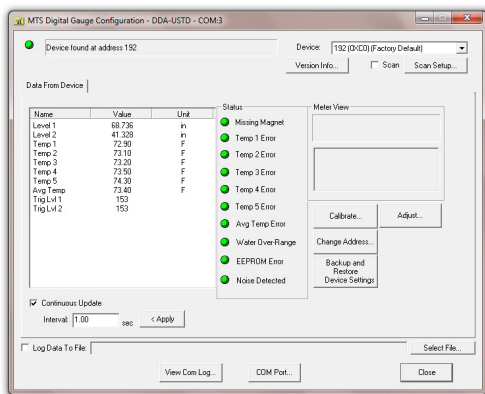 MTS Digital Gauge Configuration - DDA-USTD - COM:3
Device found at address 192
Device: 192 (0XC0) (Factory Default)
Version Info... Scan Scan Setup...
Data From Device
Name Value Unit
Level 1 68.736 in
Level 2 41.328 in
Temp 1 72.90 F
Temp 2 73.10 F
Temp 3 73.20 F
Temp 4 73.50 F
Temp 5 74.30 F
Avg Temp 73.40 F
Trig Lvl 1 153
Trig Lvl 2 153
Status
Missing Magnet
Temp 1 Error
Temp 2 Error
Temp 3 Error
Temp 4 Error
Temp 5 Error
Avg Temp Error
Water Over-Range
EEPROM Error
Noise Detected
Meter View
Calibrate... Adjust...
Change Address...
Backup and
Restore
Device Settings
Continuous Update
Interval: 1.00 sec < Apply
Log Data To File: Select File...
View Com Log... COM Port... Close